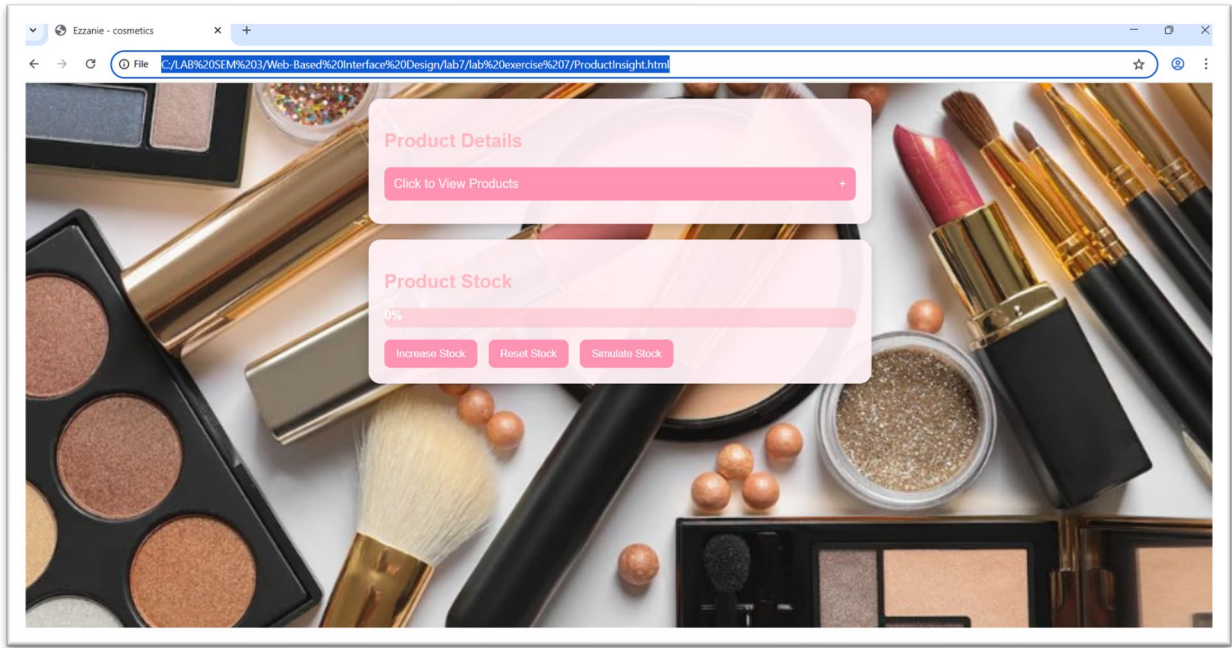 Ezzanie - cosmetics
File C:/LAB%20SEM%203/Web-Based%20Interface%20Design/lab7/lab%20exercise%207/ProductInsight.html
Product Details
Click to View Products +
Product Stock
0%
Increase Stock Reset Stock Simulate Stock